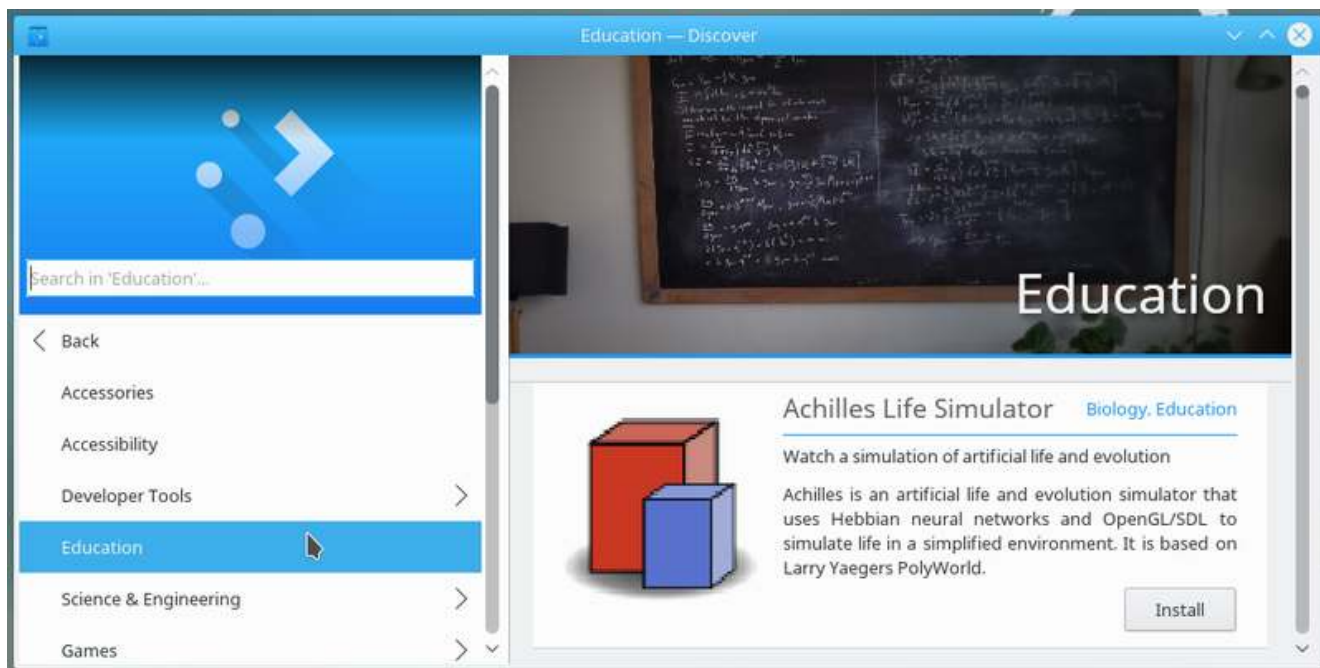 Education — Discover
Search in 'Education'...
Back
Accessories
Accessibility
Developer Tools
Education
Science & Engineering
Games
Education
Achilles Life Simulator
Biology, Education
Watch a simulation of artificial life and evolution
Achilles is an artificial life and evolution simulator that
uses Hebbian neural networks and OpenGL/SDL to
simulate life in a simplified environment. It is based on
Larry Yaegers PolyWorld.
Install